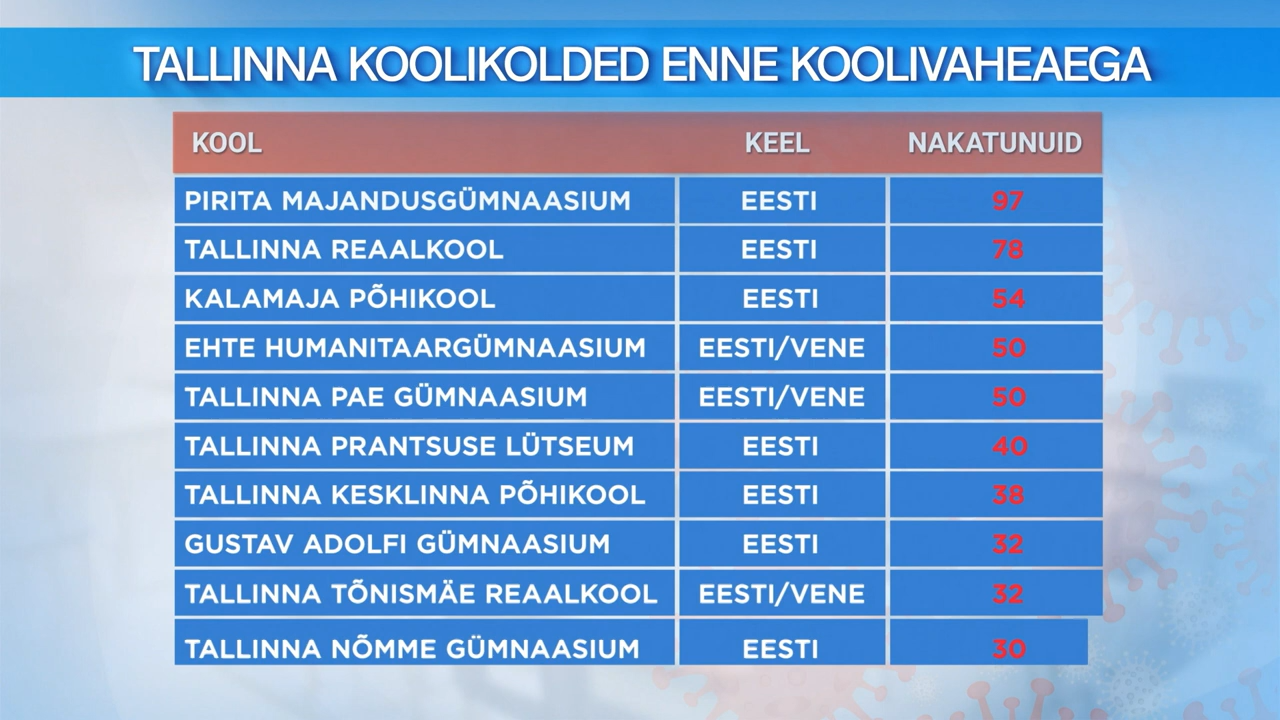 TALLINNA KOOLIKOLDED ENNE KOOLIVAHEAEGA
KOOL KEEL NAKATUNUID
PIRITA MAJANDUSGÜMNAASIUM EESTI 97
TALLINNA REAALKOOL EESTI 78
KALAMAJA PÕHIKOOL EESTI 54
EHTE HUMANITAARGÜMNAASIUM EESTI/VENE 50
TALLINNA PAE GÜMNAASIUM EESTI/VENE 50
TALLINNA PRANTSUSE LÜTSEUM EESTI 40
TALLINNA KESKLINNA PÕHIKOOL EESTI 38
GUSTAV ADOLFI GÜMNAASIUM EESTI 32
TALLINNA TÕNISMÄE REAALKOOL EESTI/VENE 32
TALLINNA NÕMME GÜMNAASIUM EESTI 30